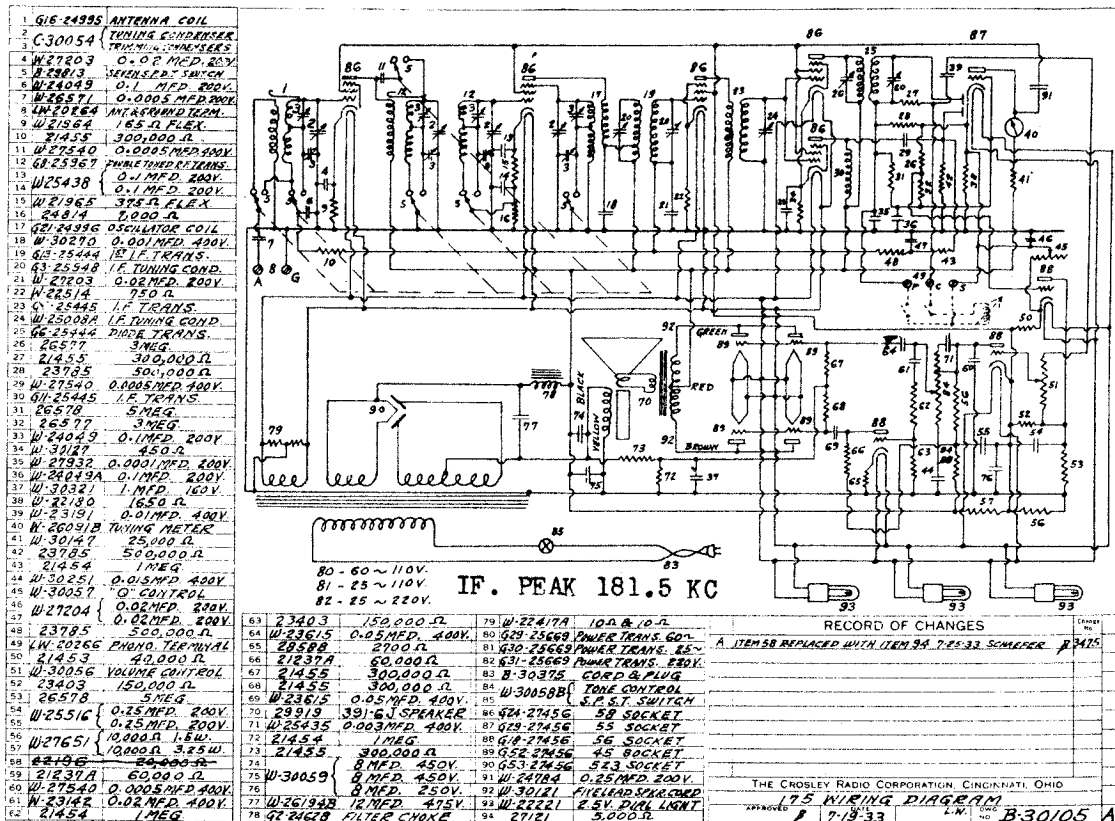 1 G16-24995 ANTENNA COIL
2 TUNING CONDENSER
C-30054
3 TRIMMING CONDENSERS
4 W-27203 0.02 MFD. 200V
5 B-29813 SEVEN S.P.D.T. SWITCH
6 W-24049 0.1 MFD. 200V.
7 W-26571 0.0005 MFD. 200V.
8 LW-20264 ANT & GROUND TERM.
9 W-21964 165 Ω FLEX.
10 21455 300,000 Ω
11 W-27540 0.0005 MFD. 400V.
12 G8-25967 DOUBLE TUNED RF TRANS.
13 0.1 MFD. 200V.
W25438
14 0.1 MFD. 200V.
15 W-21965 375 Ω FLEX.
16 24814 7,000 Ω
17 G21-24996 OSCILLATOR COIL
18 W-30270 0.001 MFD. 400V.
19 G13-25444 1ST I.F. TRANS.
20 G3-25548 I.F. TUNING COND.
21 W-27203 0.02 MFD. 200V.
22 W-22514 750 Ω
23 25445 I.F. TRANS.
24 W-25008A I.F. TUNING COND
25 G6-25444 DIODE TRANS.
26 26577 3 MEG.
27 21455 300,000 Ω
28 23785 500,000 Ω
29 W-27540 0.0005 MFD. 400V.
30 G11-25445 I.F. TRANS.
31 26578 5 MEG.
32 26577 3 MEG.
33 W-24049 0.1 MFD. 200V
34 W-30127 450 Ω
35 W-27932 0.0001 MFD. 200V.
36 W-24049A 0.1 MFD. 200V.
37 W-30321 1. MFD. 160V.
38 W-22180 1650 Ω
39 W-23191 0.01 MFD. 400V.
40 W-26091B TUNING METER
41 W-30147 25,000 Ω
42 23785 500,000 Ω
43 21454 1 MEG
44 W-30251 0.015 MFD. 400V.
45 W-30057 "Q" CONTROL
46 0.02 MFD. 200V.
W-27204
47 0.02 MFD. 200V.
48 23785 500,000 Ω
49 LW-20266 PHONO. TERMINAL
50 21453 40,000 Ω
51 W-30056 VOLUME CONTROL
52 23403 150,000 Ω
53 26578 5 MEG.
54 0.25 MFD. 200V.
W-25516
55 0.25 MFD. 200V.
56 10,000 Ω 1.5W.
W-27651
57 10,000 Ω 3.25W.
58 22196 20,000 Ω
59 21237A 60,000 Ω
60 W-27540 0.0005 MFD. 400V.
61 W-23142 0.02 MFD. 400V.
62 21454 1 MEG
GREEN
RED
BROWN
BLACK
YELLOW
A 8 G
P C S
80 - 60 ~ 110V.
81 - 25 ~ 110V.
82 - 25 ~ 220V.
IF. PEAK 181.5 KC
63 23403 150,000 Ω
64 W-23615 0.05 MFD. 400V.
65 28588 2700 Ω
66 21237A 60,000 Ω
67 21455 300,000 Ω
68 21455 300,000 Ω
69 W-23615 0.05 MFD. 400V.
70 29919 391-6J SPEAKER
71 W-25435 0.003 MFD. 400V.
72 21454 1 MEG
73 21455 300,000 Ω
74 8 MFD. 450V.
75 W-30059 8 MFD. 450V.
76 8 MFD. 250V.
77 W-26194B 12 MFD. 475V.
78 G2-24628 FILTER CHOKE
79 W-22417A 10 Ω & 10 Ω
80 G29-25669 POWER TRANS. 60~
81 G30-25669 POWER TRANS. 25~
82 G31-25669 POWER TRANS. 220V.
83 B-30375 CORD & PLUG
84 TONE CONTROL
W-30058B
85 S.P.S.T. SWITCH
86 G24-27456 58 SOCKET
87 G29-27456 55 SOCKET
88 G18-27456 56 SOCKET
89 G52-27456 45 SOCKET
90 G53-27456 523 SOCKET
91 W-24784 0.25 MFD. 200V.
92 W-30121 FIVE LEAD SPKR CORD
93 W-22221 2.5V. DIAL LIGHT
94 27121 5,000 Ω
RECORD OF CHANGES
CHANGE NO.
A ITEM 58 REPLACED WITH ITEM 94 7-25-33 SCHAEFER 3475
THE CROSLEY RADIO CORPORATION, CINCINNATI, OHIO
175 WIRING DIAGRAM
APPROVED DATE 7-19-33 L.W. DWG NO B-30105 A